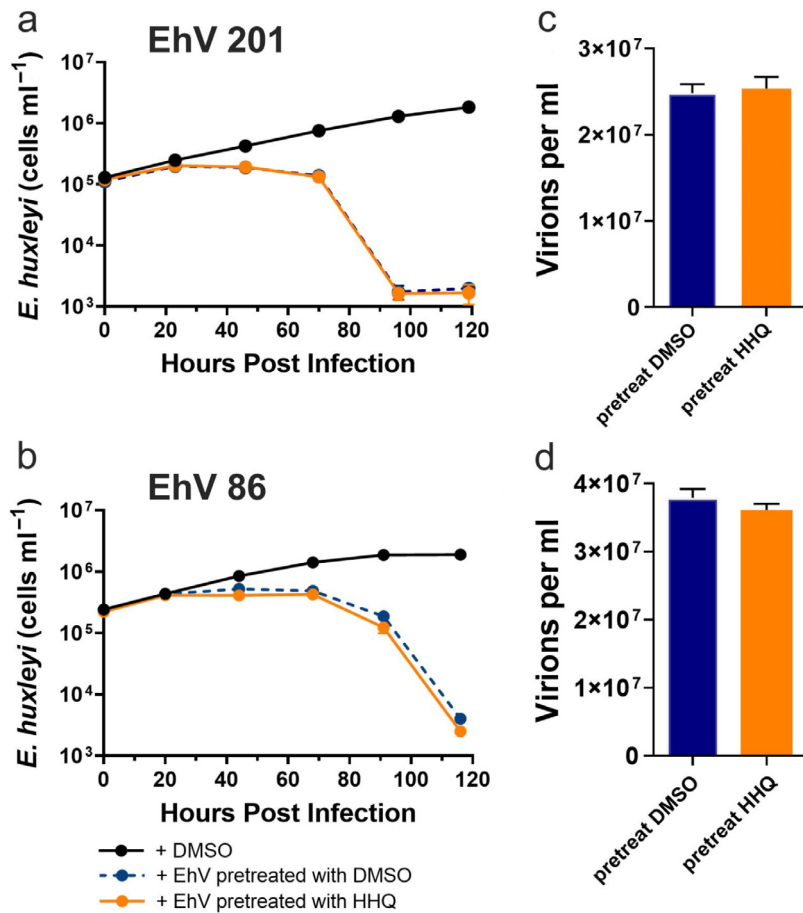 a
EhV 201
E. huxleyi (cells ml⁻¹)
10⁷
10⁶
10⁵
10⁴
10³
0 20 40 60 80 100 120
Hours Post Infection
c
Virions per ml
3×10⁷
2×10⁷
1×10⁷
0
pretreat DMSO
pretreat HHQ
b
EhV 86
E. huxleyi (cells ml⁻¹)
10⁷
10⁶
10⁵
10⁴
10³
0 20 40 60 80 100 120
Hours Post Infection
+ DMSO
+ EhV pretreated with DMSO
+ EhV pretreated with HHQ
d
Virions per ml
4×10⁷
3×10⁷
2×10⁷
1×10⁷
0
pretreat DMSO
pretreat HHQ